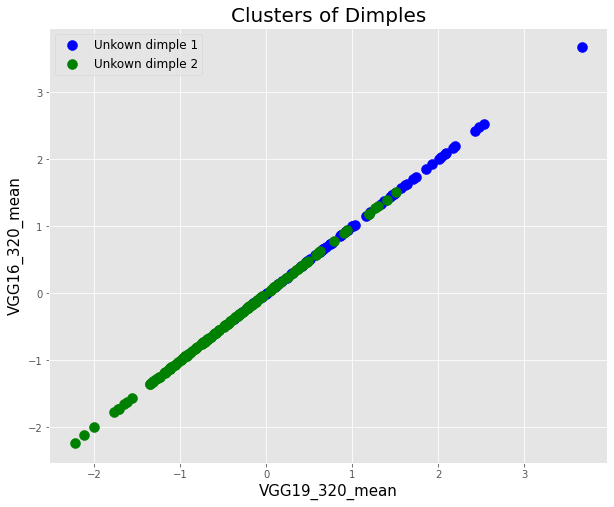 Clusters of Dimples
Unkown dimple 1
Unkown dimple 2
3
2
1
0
−1
−2
VGG16_320_mean
−2
−1
0
1
2
3
VGG19_320_mean